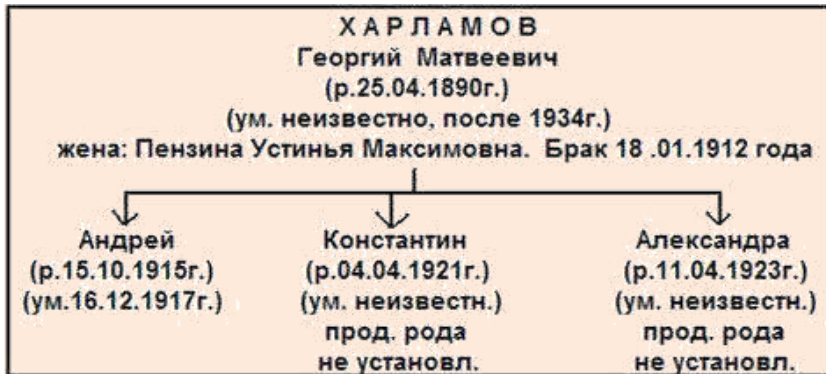 ХАРЛАМОВ
Георгий Матвеевич
(р.25.04.1890г.)
(ум. неизвестно, после 1934г.)
жена: Пензина Устинья Максимовна. Брак 18 .01.1912 года
Андрей
(р.15.10.1915г.)
(ум.16.12.1917г.)
Константин
(р.04.04.1921г.)
(ум. неизвестн.)
прод. рода
не установл.
Александра
(р.11.04.1923г.)
(ум. неизвестн.)
прод. рода
не установл.